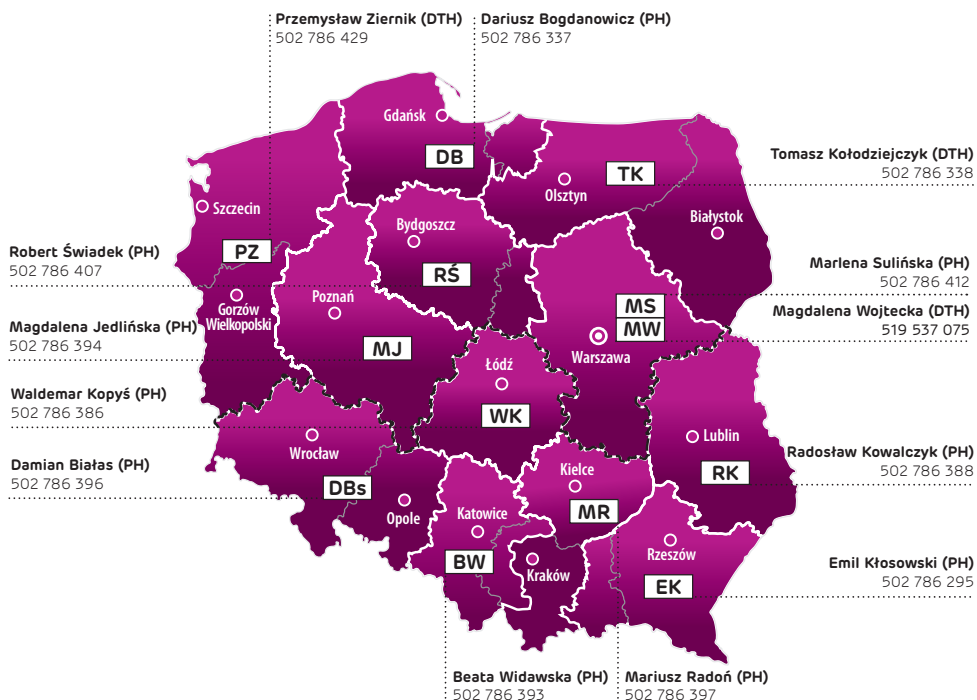 Przemysław Ziernik (DTH)
502 786 429
Dariusz Bogdanowicz (PH)
502 786 337
Tomasz Kołodziejczyk (DTH)
502 786 338
Robert Świadek (PH)
502 786 407
Marlena Sulińska (PH)
502 786 412
Magdalena Wojtecka (DTH)
519 537 075
Magdalena Jedlińska (PH)
502 786 394
Waldemar Kopyś (PH)
502 786 386
Damian Białas (PH)
502 786 396
Radosław Kowalczyk (PH)
502 786 388
Emil Kłosowski (PH)
502 786 295
Beata Widawska (PH)
502 786 393
Mariusz Radoń (PH)
502 786 397
Gdańsk
DB
TK
Olsztyn
Szczecin
Białystok
Bydgoszcz
PZ
RŚ
Gorzów
Wielkopolski
Poznań
MS
MW
Warszawa
MJ
Łódź
WK
Wrocław
Lublin
RK
DBs
Kielce
MR
Opole
Katowice
BW
Kraków
Rzeszów
EK